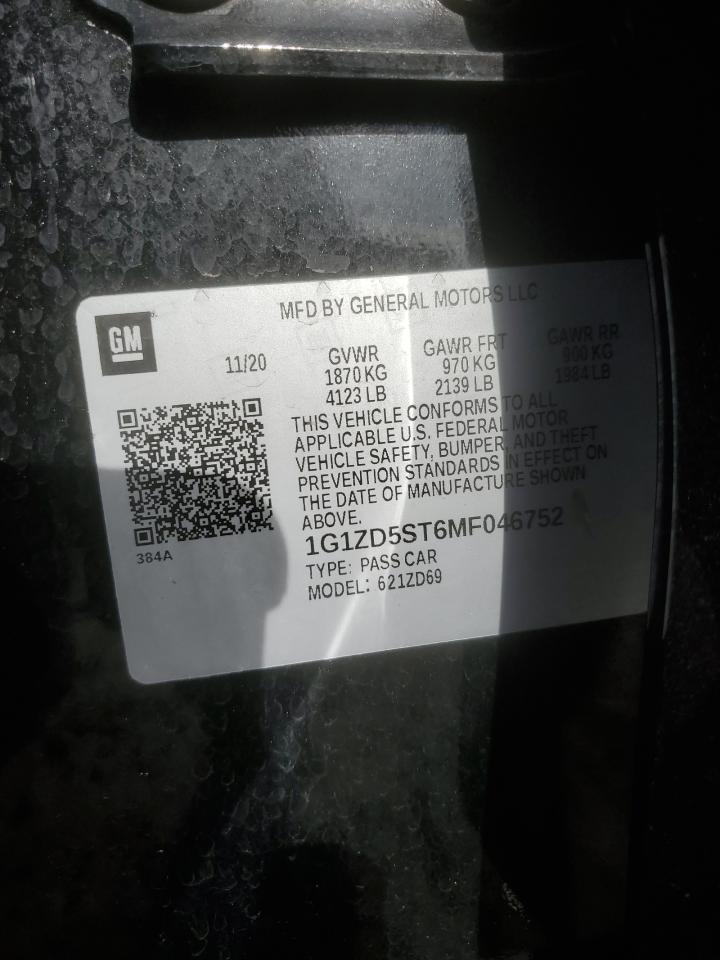 MFD BY GENERAL MOTORS LLC
GM
11/20
GVWR
1870 KG
4123 LB
GAWR FRT
970 KG
2139 LB
GAWR RR
900 KG
1984 LB
THIS VEHICLE CONFORMS TO ALL
APPLICABLE U.S. FEDERAL MOTOR
VEHICLE SAFETY, BUMPER, AND THEFT
PREVENTION STANDARDS IN EFFECT ON
THE DATE OF MANUFACTURE SHOWN
ABOVE.
384A
1G1ZD5ST6MF046752
TYPE: PASS CAR
MODEL: 621ZD69